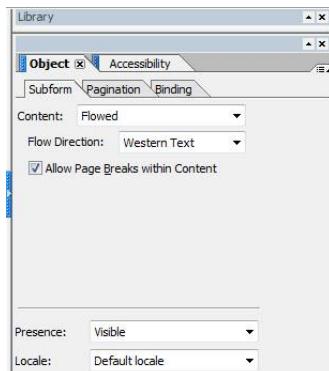 Library
Object Accessibility
Subform Pagination Binding
Content: Flowed
Flow Direction: Western Text
Allow Page Breaks within Content
Presence: Visible
Locale: Default locale